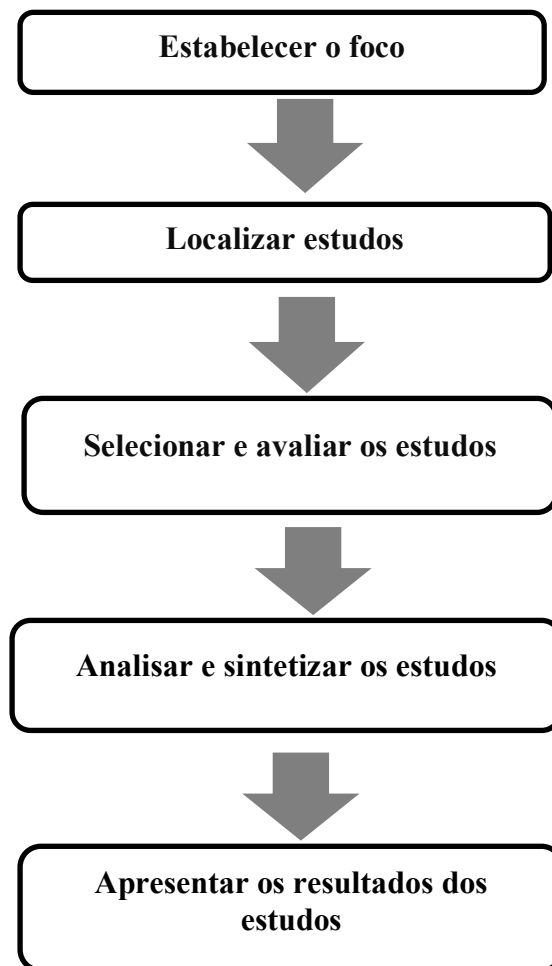 Estabelecer o foco
Localizar estudos
Selecionar e avaliar os estudos
Analisar e sintetizar os estudos
Apresentar os resultados dos
estudos